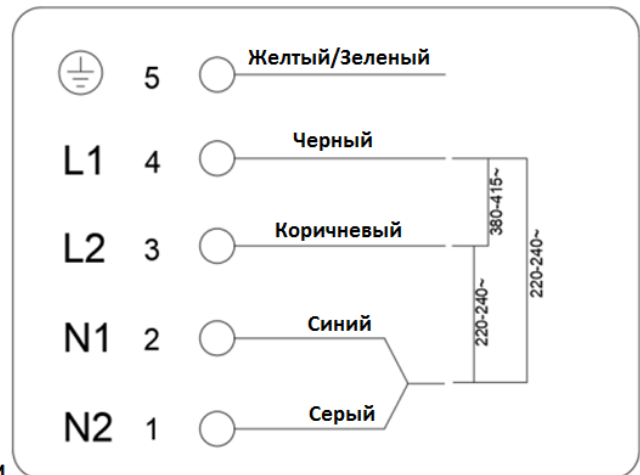 5 Желтый/Зеленый
L1 4 Черный
380-415~
L2 3 Коричневый
220-240~
220-240~
N1 2 Синий
N2 1 Серый